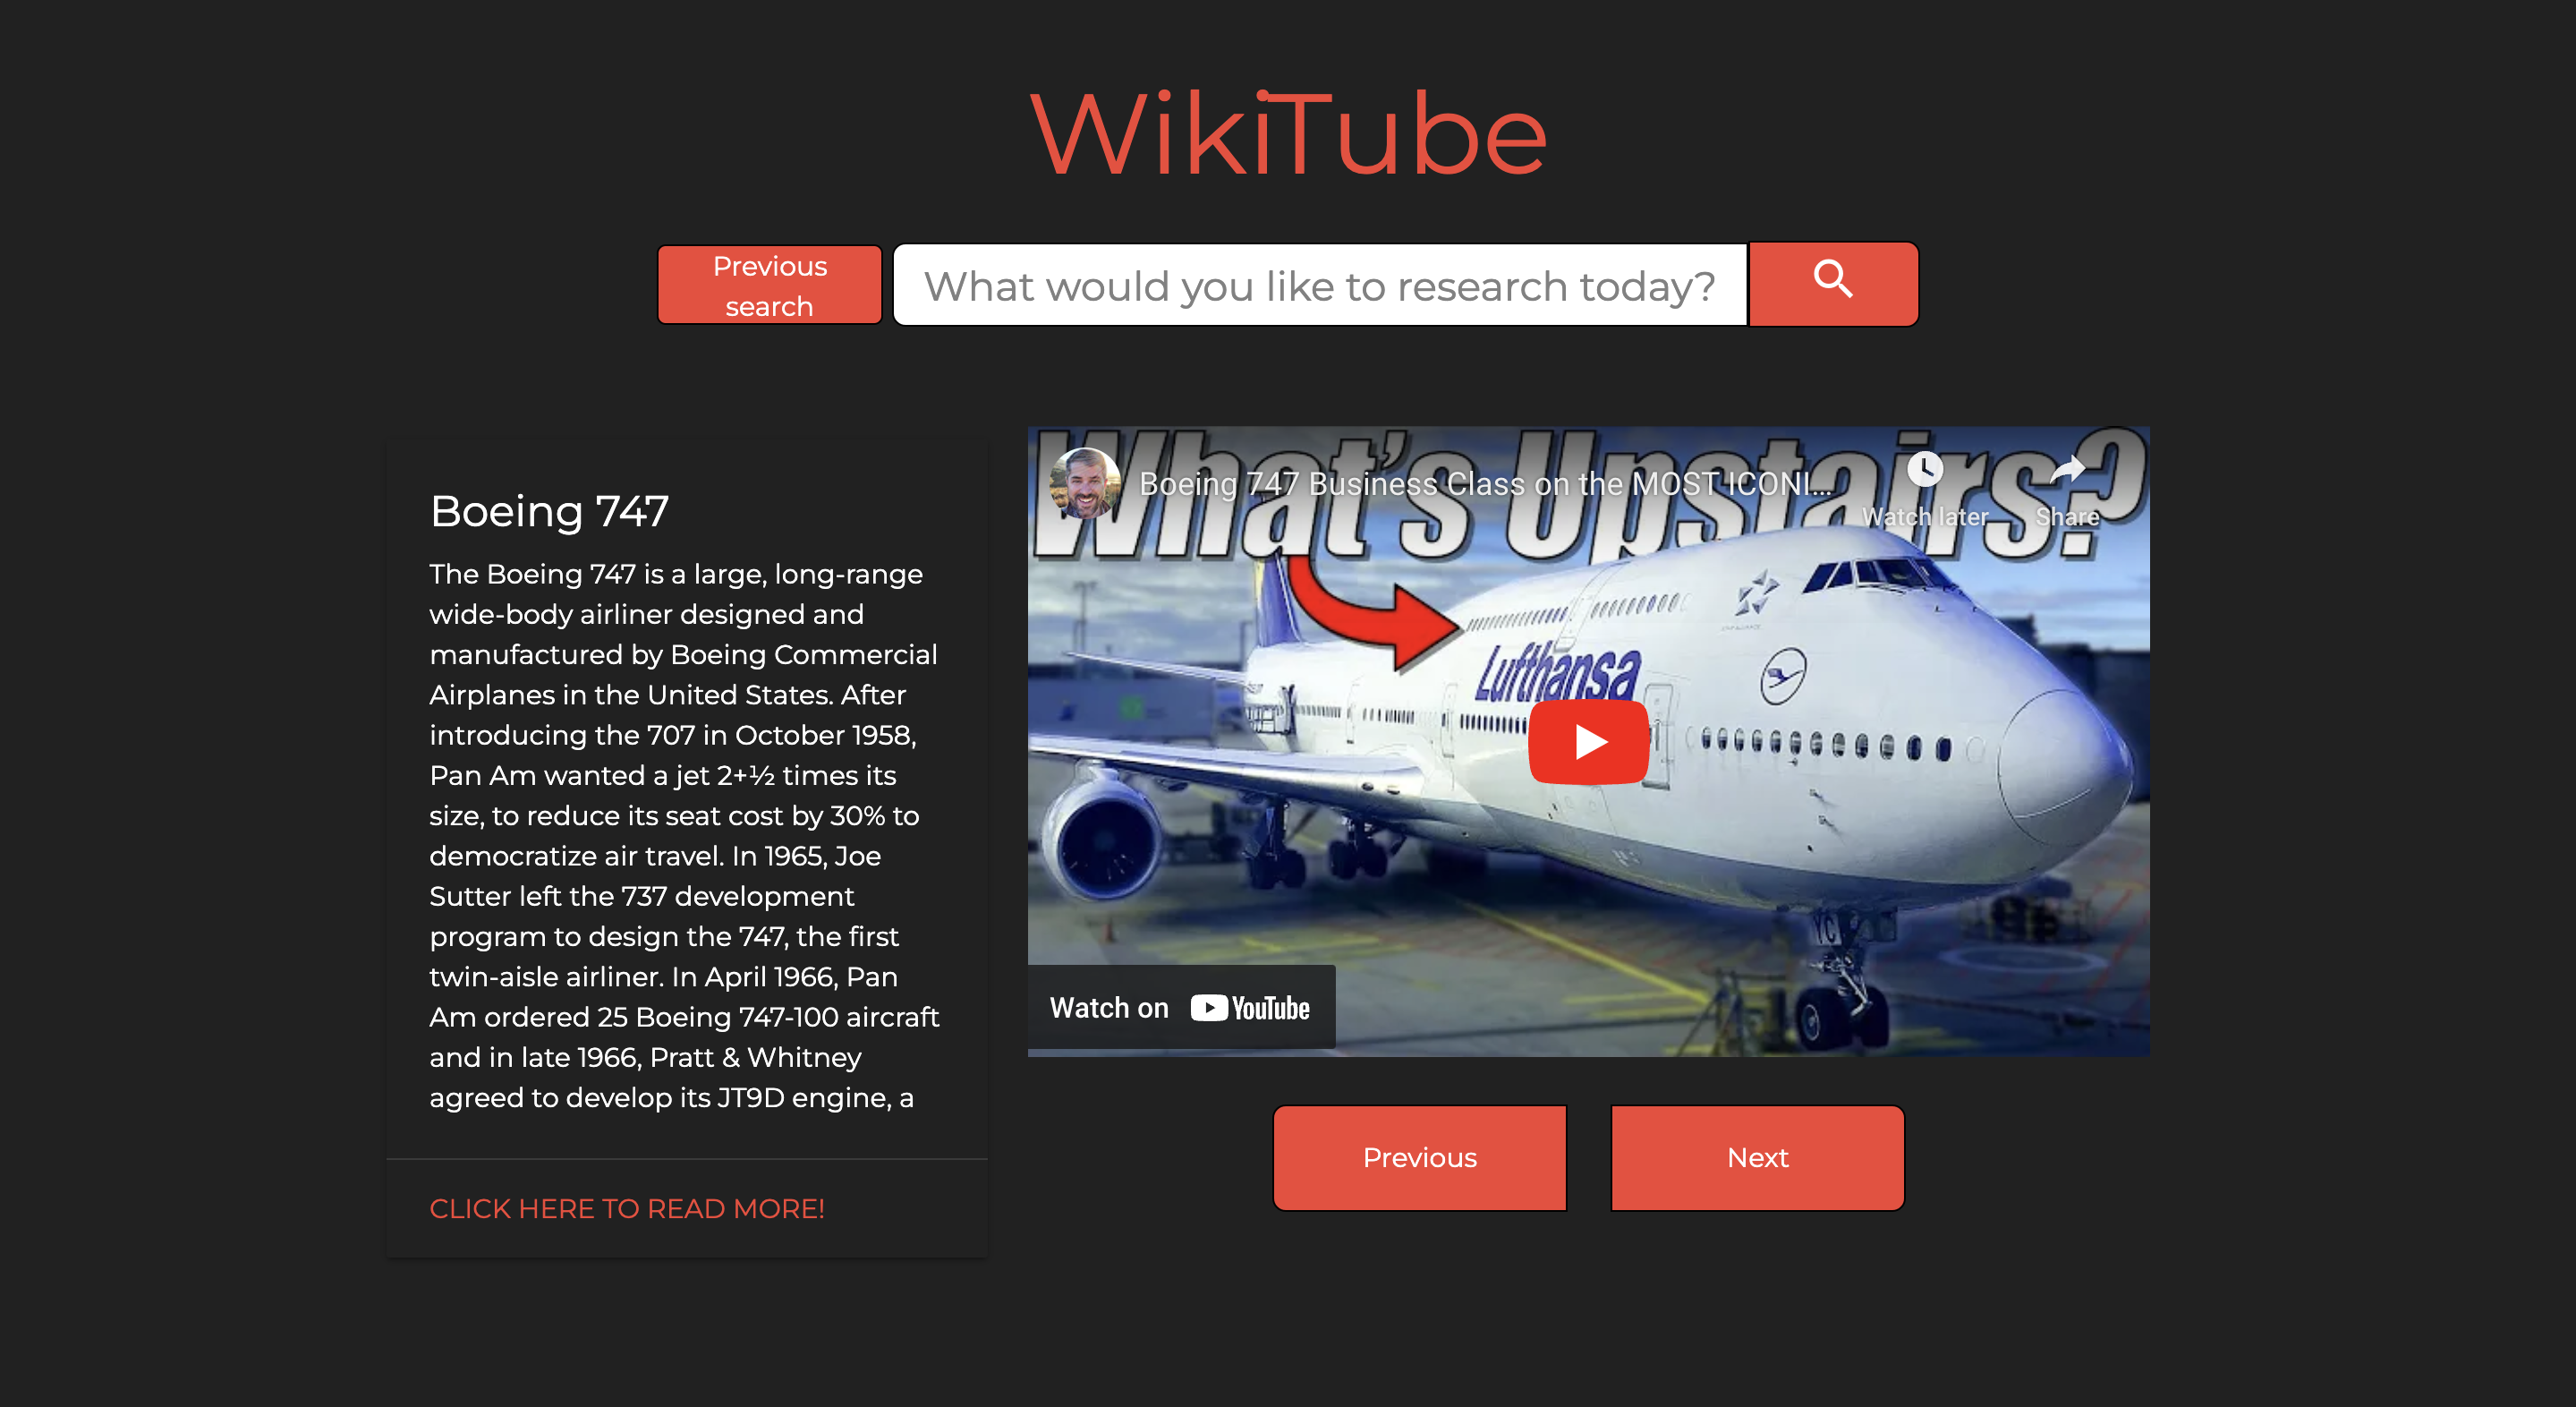 WikiTube
Previous
search
What would you like to research today?
Boeing 747
The Boeing 747 is a large, long-range
wide-body airliner designed and
manufactured by Boeing Commercial
Airplanes in the United States. After
introducing the 707 in October 1958,
Pan Am wanted a jet 2+½ times its
size, to reduce its seat cost by 30% to
democratize air travel. In 1965, Joe
Sutter left the 737 development
program to design the 747, the first
twin-aisle airliner. In April 1966, Pan
Am ordered 25 Boeing 747-100 aircraft
and in late 1966, Pratt & Whitney
agreed to develop its JT9D engine, a
CLICK HERE TO READ MORE!
What's Upstairs?
Boeing 747 Business Class on the MOST ICONI...
Watch later
Share
Lufthansa
YC
Watch on YouTube
Previous
Next